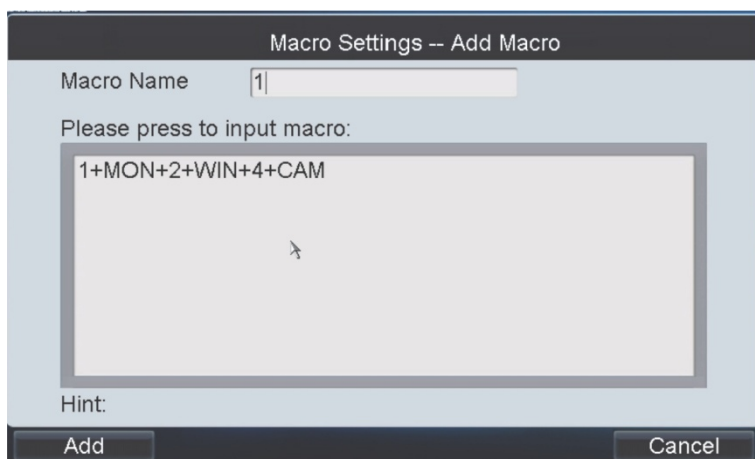 Macro Settings -- Add Macro
Macro Name 1
Please press to input macro:
1+MON+2+WIN+4+CAM
Hint:
Add Cancel